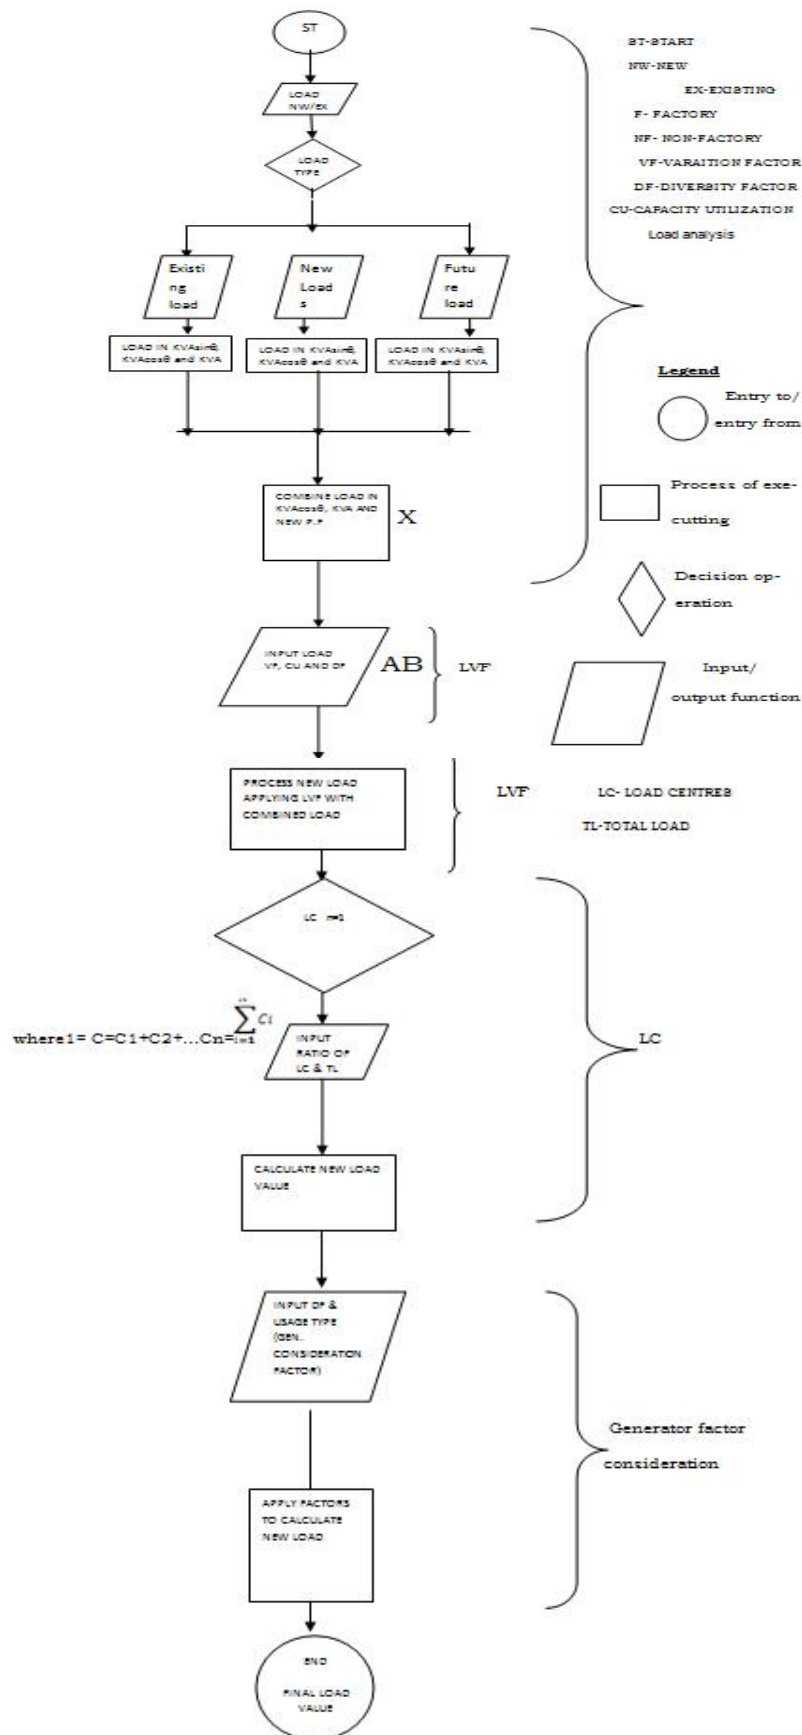 ST
ST-START
NW-NEW
EX-EXISTING
F- FACTORY
NF- NON-FACTORY
VF-VARAITION FACTOR
DF-DIVERSITY FACTOR
CU-CAPACITY UTILIZATION
Load analysis
LOAD
NW/EX
LOAD
TYPE
Existi
ng
load
New
Load
s
Futu
re
load
LOAD IN KVAsinθ,
KVAcosθ and KVA
LOAD IN KVAsinθ,
KVAcosθ and KVA
LOAD IN KVAsinθ,
KVAcosθ and KVA
Legend
Entry to/
entry from
COMBINE LOAD IN
KVAcosθ, KVA AND
NEW P.F
X
Process of exe-
cutting
Decision op-
eration
INPUT LOAD
VF, CU AND DF
AB
LVF
Input/
output function
PROCESS NEW LOAD
APPLYING LVF WITH
COMBINED LOAD
LVF
LC- LOAD CENTRES
TL-TOTAL LOAD
LC n=1
where1= C=C1+C2+...Cn=∑Ci
i=1
INPUT
RATIO OF
LC & TL
LC
CALCULATE NEW LOAD
VALUE
INPUT DF &
USAGE TYPE
(GEN.
CONSIDERATION
FACTOR)
Generator factor
consideration
APPLY FACTORS
TO CALCULATE
NEW LOAD
END
FINAL LOAD
VALUE